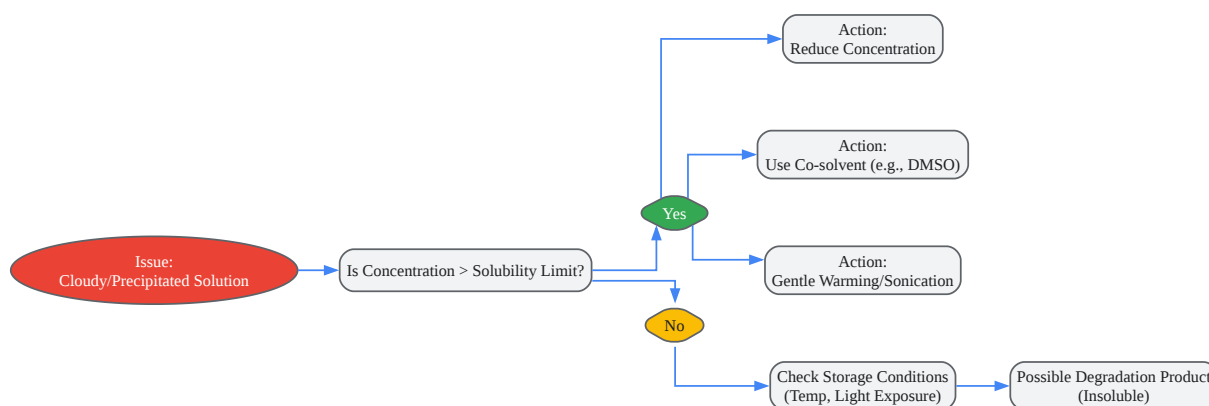 Action:
Reduce Concentration
Action:
Use Co-solvent (e.g., DMSO)
Yes
Issue:
Cloudy/Precipitated Solution
Is Concentration > Solubility Limit?
Action:
Gentle Warming/Sonication
No
Check Storage Conditions
(Temp, Light Exposure)
Possible Degradation Product
(Insoluble)